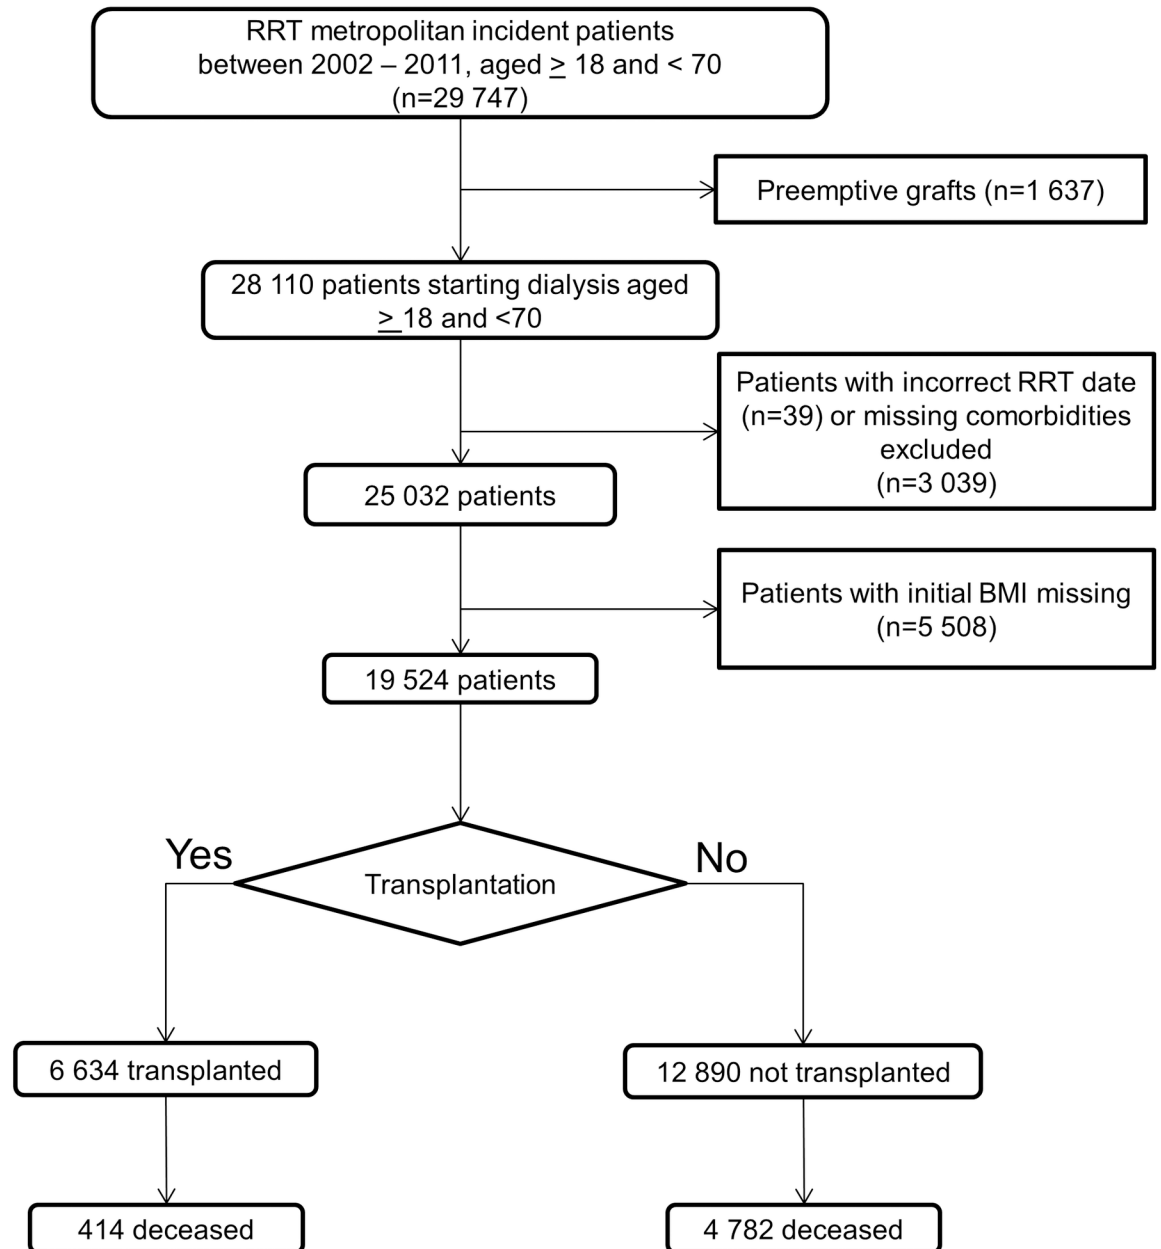 RRT metropolitan incident patients
between 2002 – 2011, aged ≥ 18 and < 70
(n=29 747)
Preemptive grafts (n=1 637)
28 110 patients starting dialysis aged
≥ 18 and <70
Patients with incorrect RRT date
(n=39) or missing comorbidities
excluded
(n=3 039)
25 032 patients
Patients with initial BMI missing
(n=5 508)
19 524 patients
Yes
No
Transplantation
6 634 transplanted
12 890 not transplanted
414 deceased
4 782 deceased